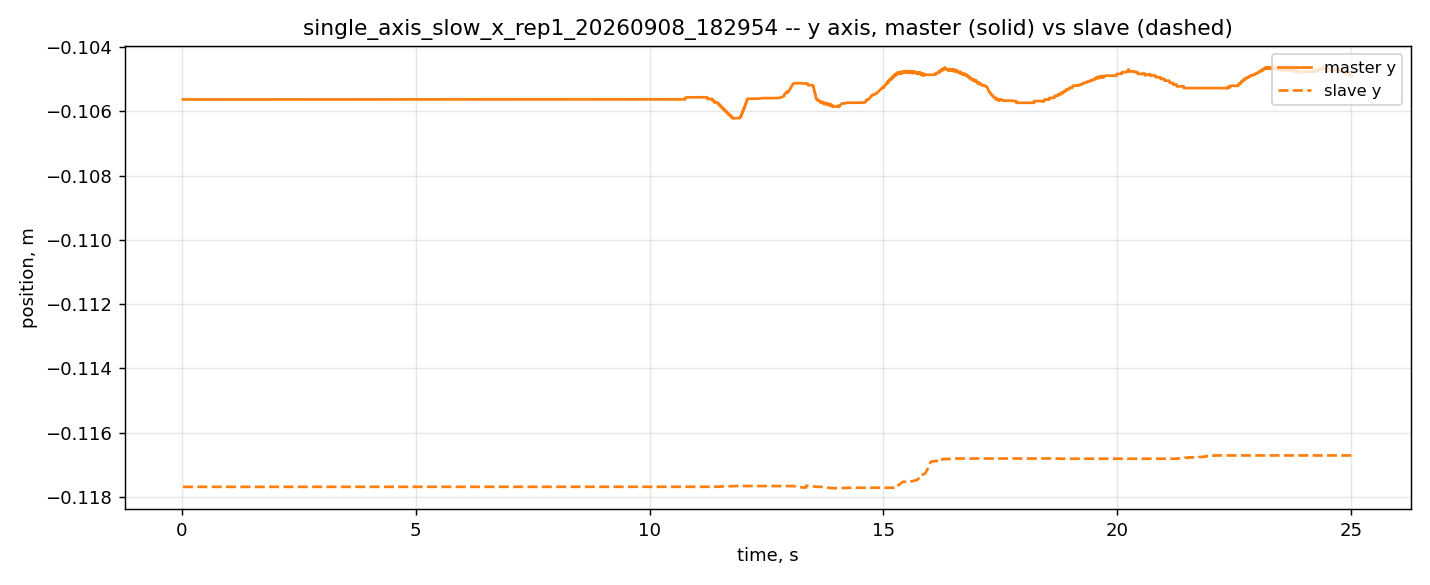 single_axis_slow_x_rep1_20260908_182954 -- y axis, master (solid) vs slave (dashed)
master y
slave y
position, m
−0.104
−0.106
−0.108
−0.110
−0.112
−0.114
−0.116
−0.118
0
5
10
15
20
25
time, s